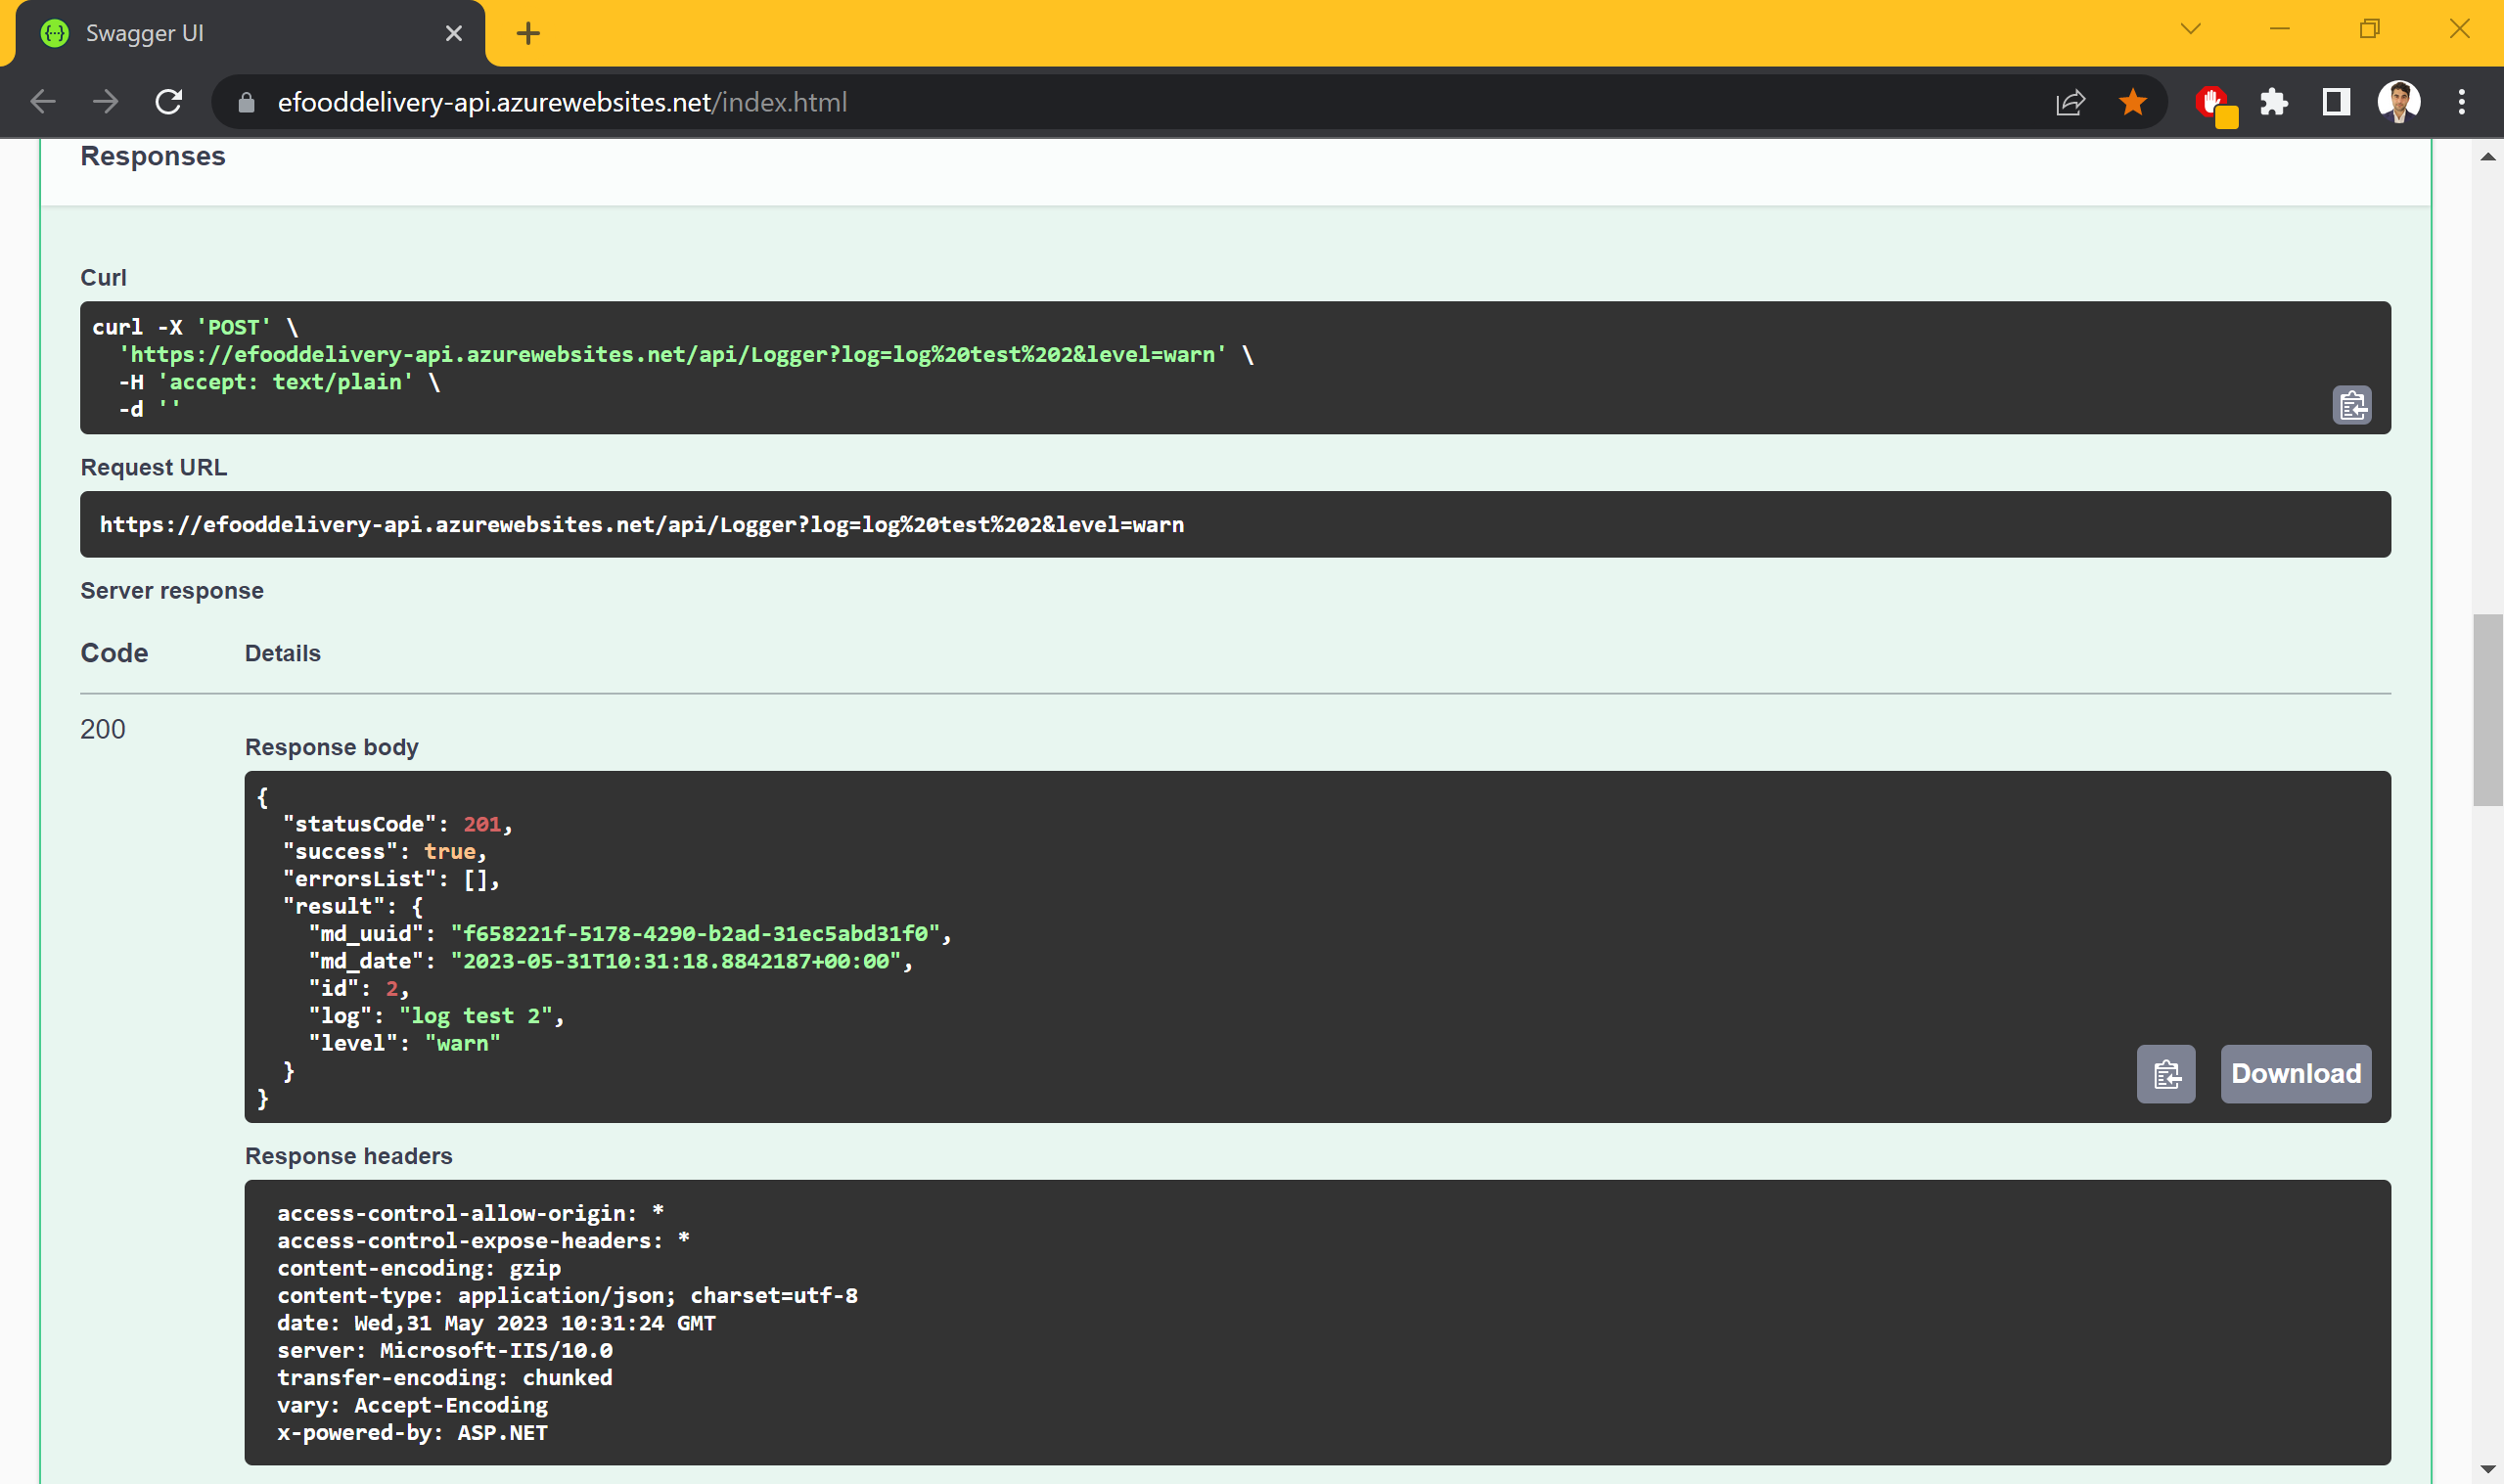 Swagger UI
efooddelivery-api.azurewebsites.net/index.html
Responses
Curl
curl -X 'POST' \
  'https://efooddelivery-api.azurewebsites.net/api/Logger?log=log%20test%202&level=warn' \
  -H 'accept: text/plain' \
  -d ''
Request URL
https://efooddelivery-api.azurewebsites.net/api/Logger?log=log%20test%202&level=warn
Server response
Code Details
200
Response body
{
  "statusCode": 201,
  "success": true,
  "errorsList": [],
  "result": {
    "md_uuid": "f658221f-5178-4290-b2ad-31ec5abd31f0",
    "md_date": "2023-05-31T10:31:18.8842187+00:00",
    "id": 2,
    "log": "log test 2",
    "level": "warn"
  }
}
Download
Response headers
access-control-allow-origin: *
access-control-expose-headers: *
content-encoding: gzip
content-type: application/json; charset=utf-8
date: Wed,31 May 2023 10:31:24 GMT
server: Microsoft-IIS/10.0
transfer-encoding: chunked
vary: Accept-Encoding
x-powered-by: ASP.NET